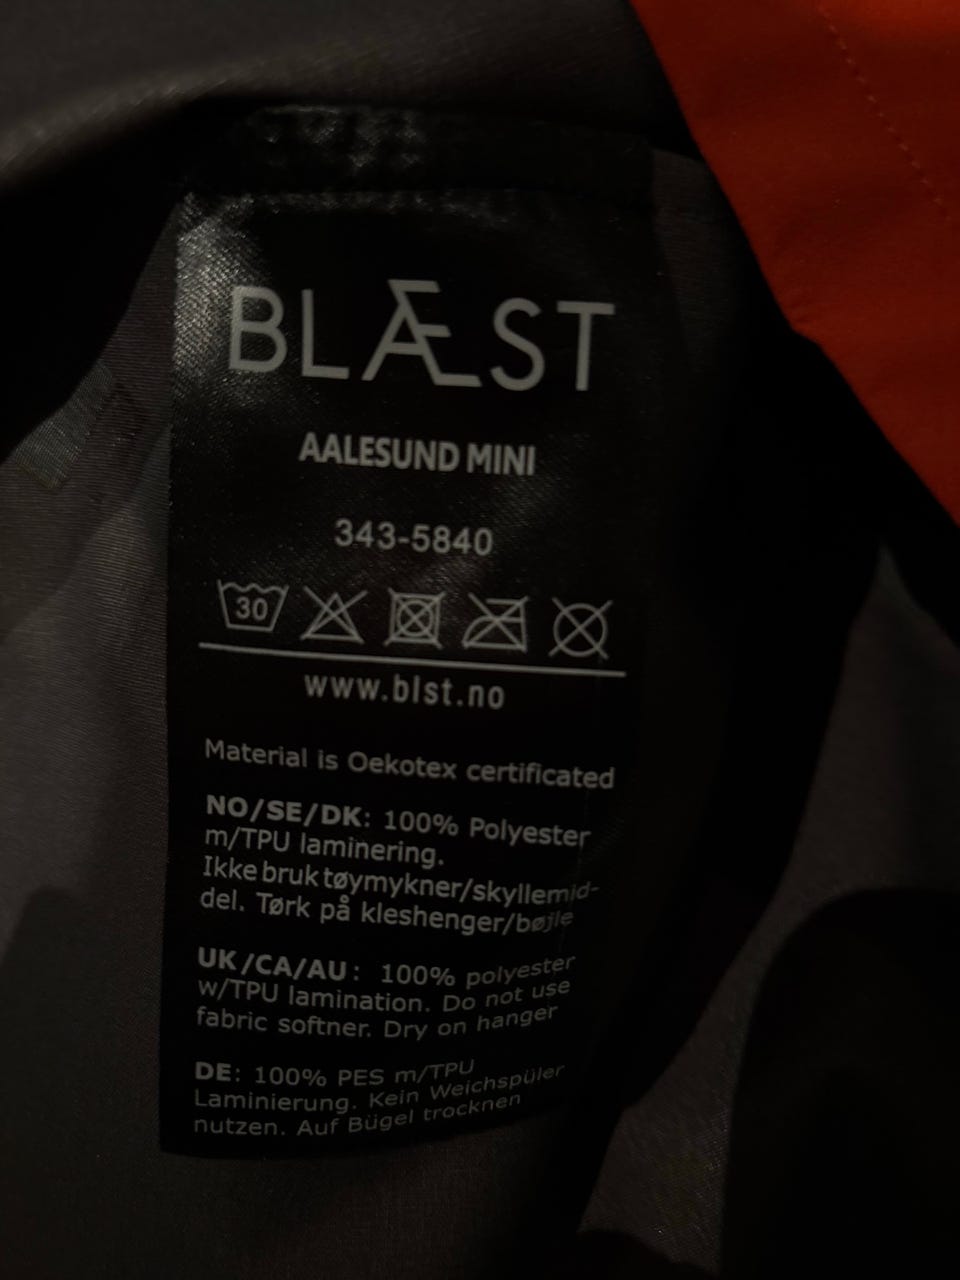 BLÆST
AALESUND MINI
343-5840
30
www.blst.no
Material is Oekotex certificated
NO/SE/DK: 100% Polyester
m/TPU laminering.
Ikke bruk tøymykner/skyllemid-
del. Tørk på kleshenger/bøjle
UK/CA/AU: 100% polyester
w/TPU lamination. Do not use
fabric softner. Dry on hanger
DE: 100% PES m/TPU
Laminierung. Kein Weichspüler
nutzen. Auf Bügel trocknen